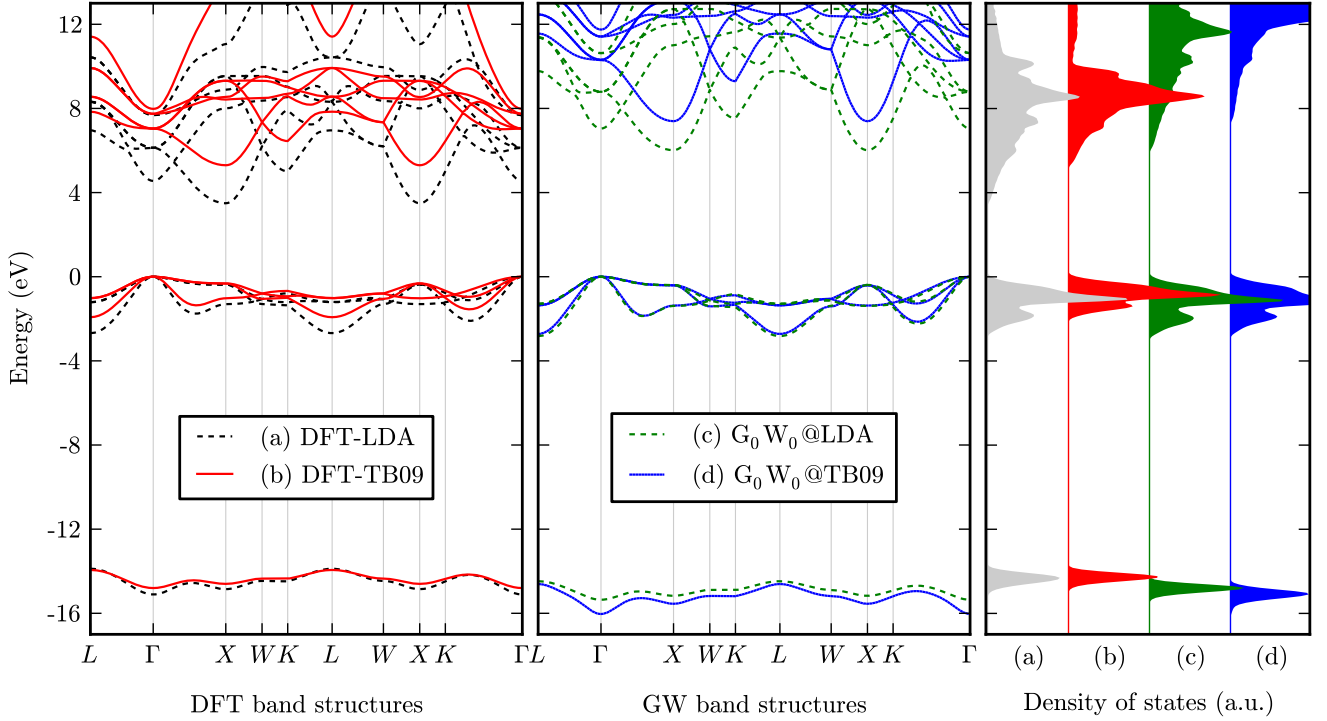 Energy (eV)
12
8
4
0
-4
-8
-12
-16
(a) DFT-LDA
(b) DFT-TB09
(c) G₀W₀@LDA
(d) G₀W₀@TB09
L Γ X W K L W X K Γ
L Γ X W K L W X K Γ
(a) (b) (c) (d)
DFT band structures
GW band structures
Density of states (a.u.)